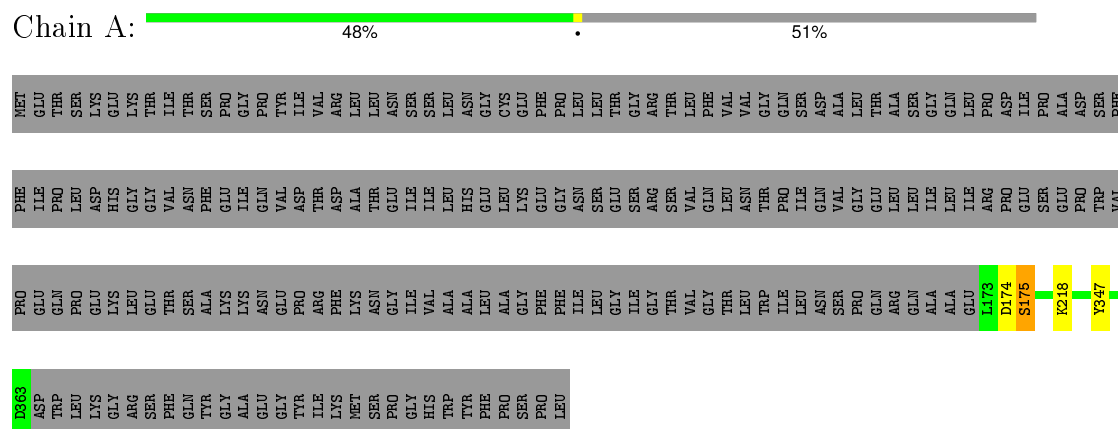 Chain A:
48% • 51%
MET GLU THR SER LYS GLU LYS THR ILE THR SER PRO GLY PRO TYR ILE VAL ARG LEU LEU ASN SER SER LEU ASN GLY CYS GLU PHE PRO LEU LEU THR GLY ARG THR LEU PHE VAL VAL GLY GLN SER ASP ALA LEU THR ALA SER GLY GLN LEU PRO ASP ILE PRO ALA ASP SER PHE
PHE ILE PRO LEU ASP HIS GLY GLY VAL ASN PHE GLU ILE GLN VAL ASP THR ASP ALA THR GLU ILE ILE LEU HIS GLU LEU LYS GLU GLY ASN SER GLU SER ARG SER VAL GLN LEU ASN THR PRO ILE GLN VAL GLY GLU LEU LEU ILE LEU ILE ARG PRO GLU SER GLU PRO TRP VAL
PRO GLU GLN PRO GLU LYS LEU GLU THR SER ALA LYS LYS ASN GLU PRO ARG PHE LYS ASN GLY ILE VAL ALA ALA LEU ALA GLY PHE PHE ILE LEU GLY ILE GLY THR VAL GLY THR LEU TRP ILE LEU ASN SER PRO GLN ARG GLN ALA ALA GLU L173 D174 S175 K218 Y347
D363 ASP TRP LEU LYS GLY ARG SER PHE GLN TYR GLY ALA GLU GLY TYR ILE LYS MET SER PRO GLY HIS TRP TYR PHE PRO SER PRO LEU